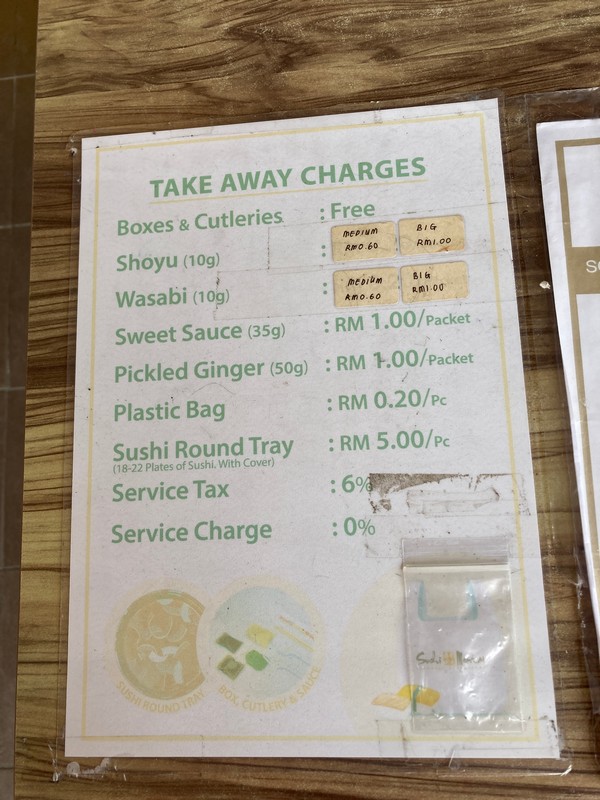 TAKE AWAY CHARGES
Boxes & Cutleries : Free
Shoyu (10g) : MEDIUM RM0.60 BIG RM1.00
Wasabi (10g) : MEDIUM RM0.60 BIG RM1.00
Sweet Sauce (35g) : RM 1.00/Packet
Pickled Ginger (50g) : RM 1.00/Packet
Plastic Bag : RM 0.20/Pc
Sushi Round Tray : RM 5.00/Pc
(18-22 Plates of Sushi. With Cover)
Service Tax : 6%
Service Charge : 0%
SUSHI ROUND TRAY
BOX, CUTLERY & SAUCE